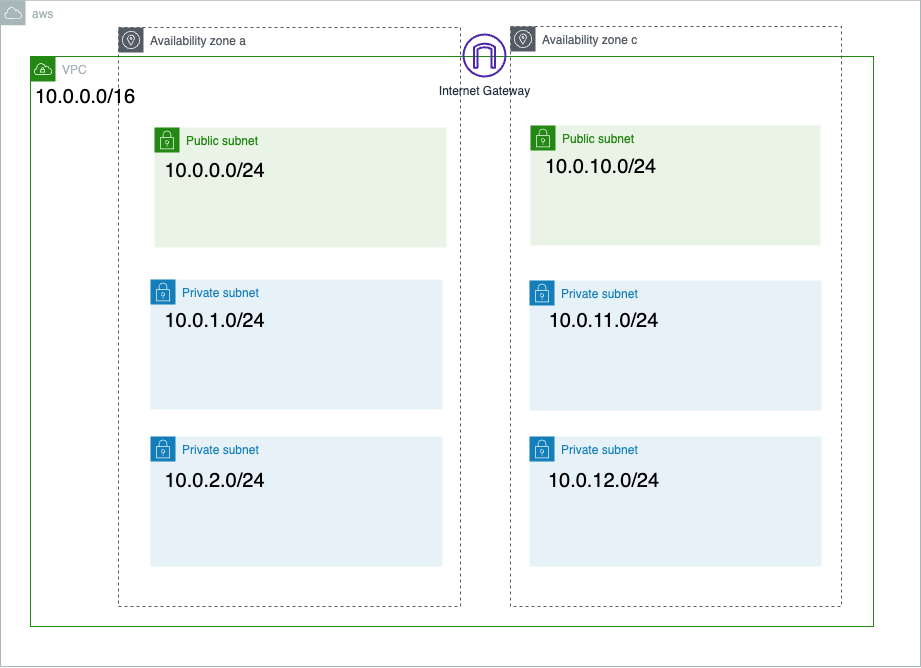 aws
Availability zone a
Availability zone c
VPC
10.0.0.0/16
Internet Gateway
Public subnet
10.0.0.0/24
Public subnet
10.0.10.0/24
Private subnet
10.0.1.0/24
Private subnet
10.0.11.0/24
Private subnet
10.0.2.0/24
Private subnet
10.0.12.0/24